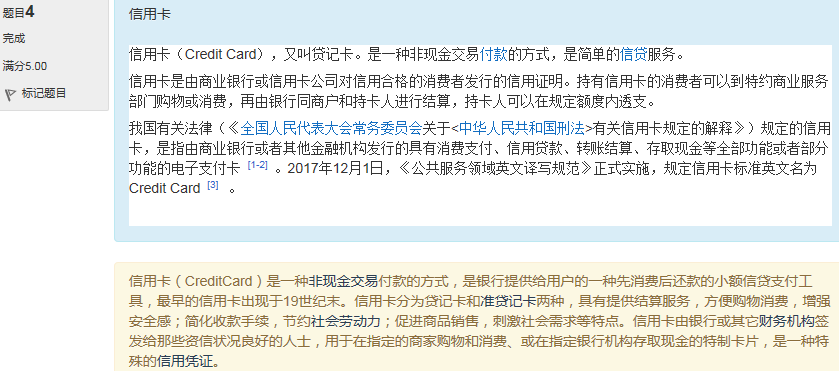 题目4
完成
满分5.00
标记题目
信用卡
信用卡（Credit Card），又叫贷记卡。是一种非现金交易付款的方式，是简单的信贷服务。
信用卡是由商业银行或信用卡公司对信用合格的消费者发行的信用证明。持有信用卡的消费者可以到特约商业服务
部门购物或消费，再由银行同商户和持卡人进行结算，持卡人可以在规定额度内透支。
我国有关法律（《全国人民代表大会常务委员会关于<中华人民共和国刑法>有关信用卡规定的解释》）规定的信用
卡，是指由商业银行或者其他金融机构发行的具有消费支付、信用贷款、转账结算、存取现金等全部功能或者部分
功能的电子支付卡 [1-2] 。2017年12月1日，《公共服务领域英文译写规范》正式实施，规定信用卡标准英文名为
Credit Card [3] 。
信用卡（CreditCard）是一种非现金交易付款的方式，是银行提供给用户的一种先消费后还款的小额信贷支付工
具，最早的信用卡出现于19世纪末。信用卡分为贷记卡和准贷记卡两种，具有提供结算服务，方便购物消费，增强
安全感；简化收款手续，节约社会劳动力；促进商品销售，刺激社会需求等特点。信用卡由银行或其它财务机构签
发给那些资信状况良好的人士，用于在指定的商家购物和消费、或在指定银行机构存取现金的特制卡片，是一种特
殊的信用凭证。